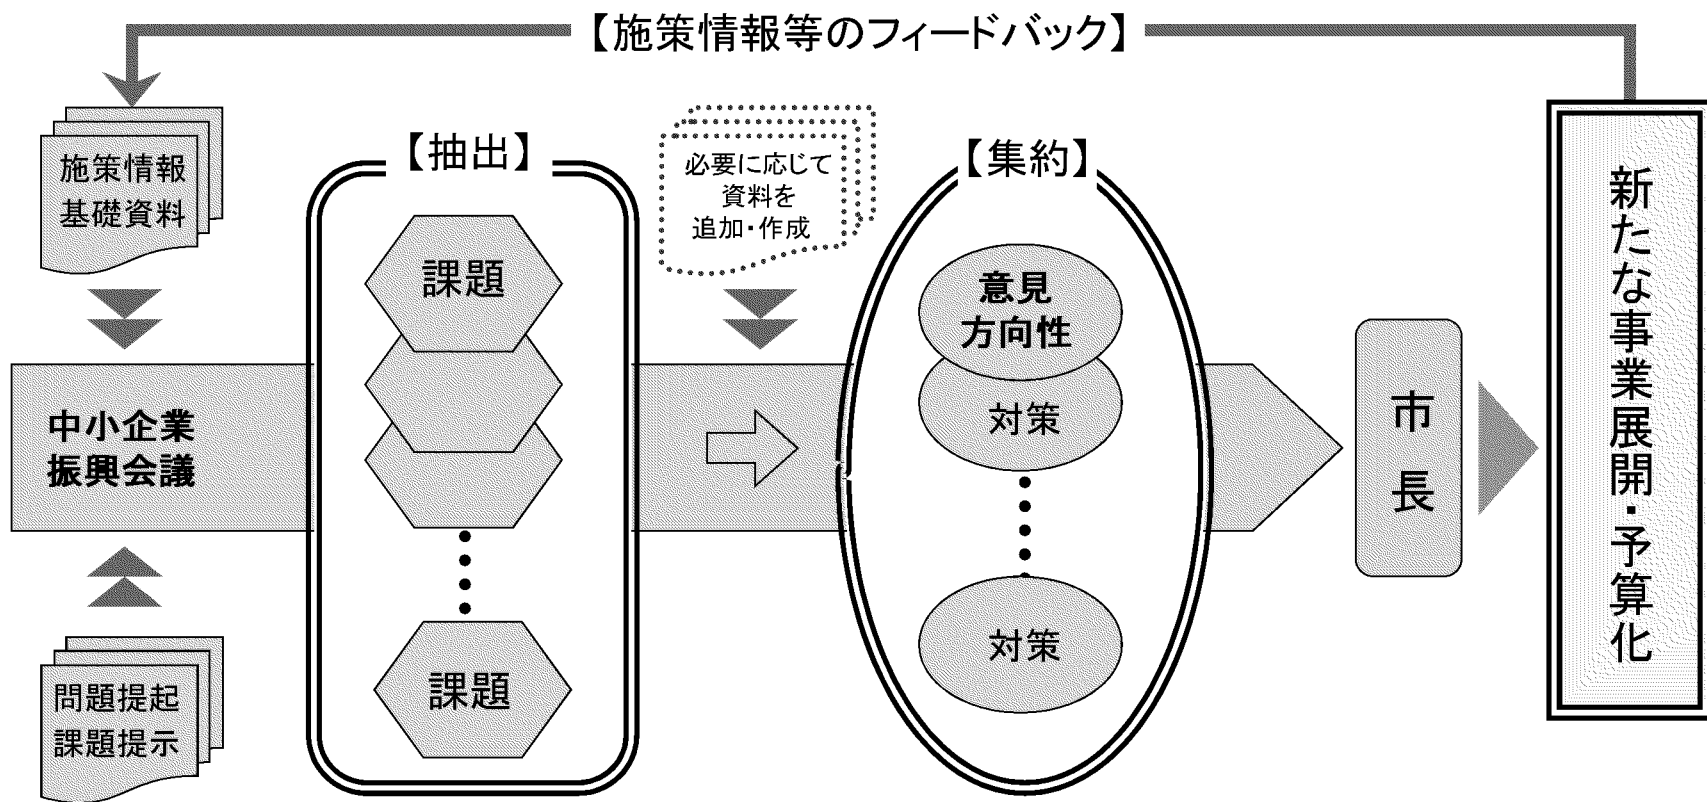 【施策情報等のフィードバック】
施策情報
基礎資料
中小企業
振興会議
問題提起
課題提示
【抽出】
課題
課題
必要に応じて
資料を
追加・作成
【集約】
意見
方向性
対策
対策
市長
新たな事業展開・予算化